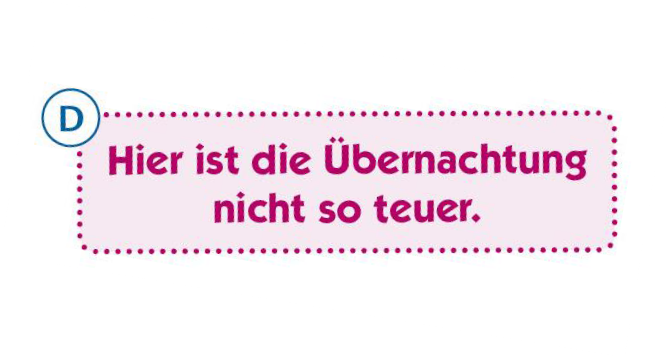 D
Hier ist die Übernachtung
nicht so teuer.